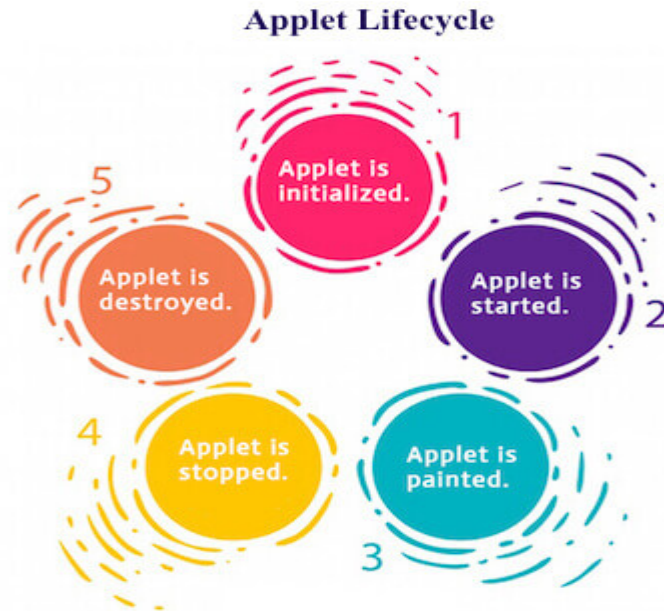 Applet Lifecycle
1
Applet is
initialized.
2
Applet is
started.
3
Applet is
painted.
4
Applet is
stopped.
5
Applet is
destroyed.